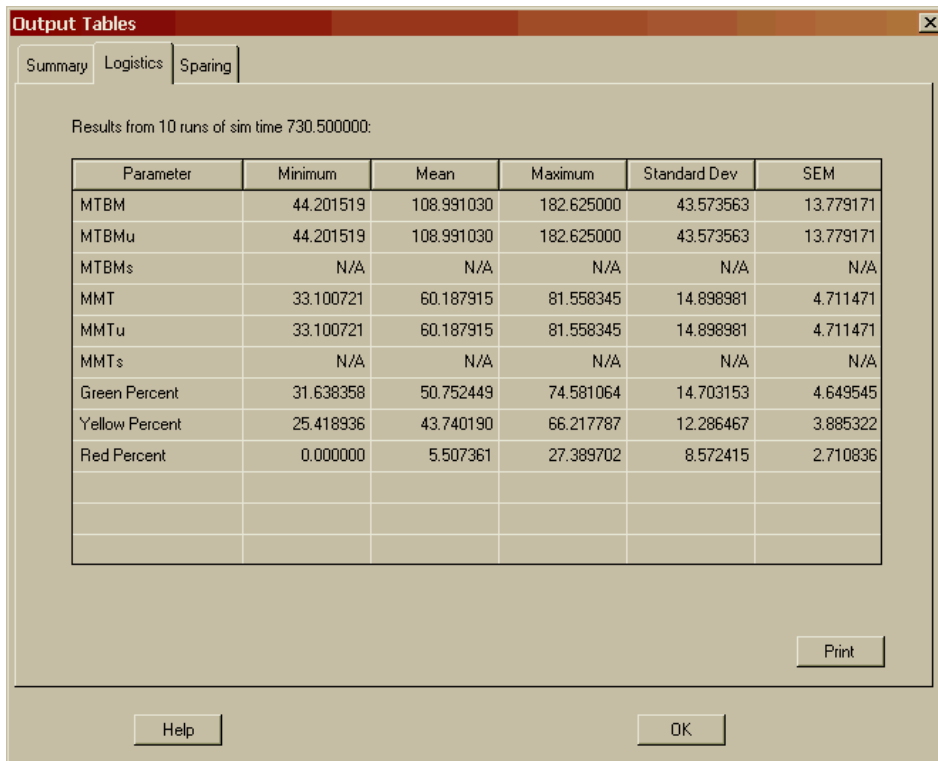 Output Tables
Summary Logistics Sparing
Results from 10 runs of sim time 730.500000:
Parameter Minimum Mean Maximum Standard Dev SEM
MTBM 44.201519 108.991030 182.625000 43.573563 13.779171
MTBMu 44.201519 108.991030 182.625000 43.573563 13.779171
MTBMs N/A N/A N/A N/A N/A
MMT 33.100721 60.187915 81.558345 14.898981 4.711471
MMTu 33.100721 60.187915 81.558345 14.898981 4.711471
MMTs N/A N/A N/A N/A N/A
Green Percent 31.638358 50.752449 74.581064 14.703153 4.649545
Yellow Percent 25.418936 43.740190 66.217787 12.286467 3.885322
Red Percent 0.000000 5.507361 27.389702 8.572415 2.710836
Print
Help OK